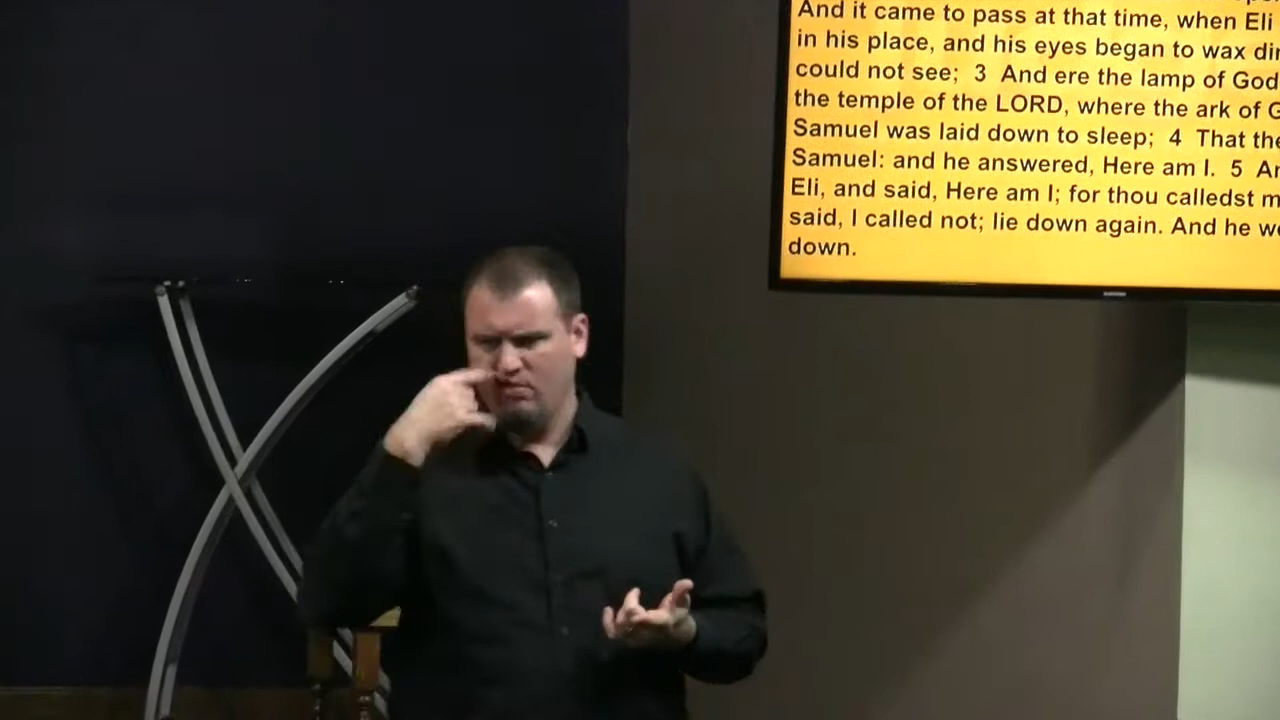 And it came to pass at that time, when Eli
in his place, and his eyes began to wax
could not see; 3 And ere the lamp of God
the temple of the LORD, where the ark of
Samuel was laid down to sleep; 4 That
Samuel: and he answered, Here am I. 5
Eli, and said, Here am I; for thou calledst
said, I called not; lie down again. And he
down.